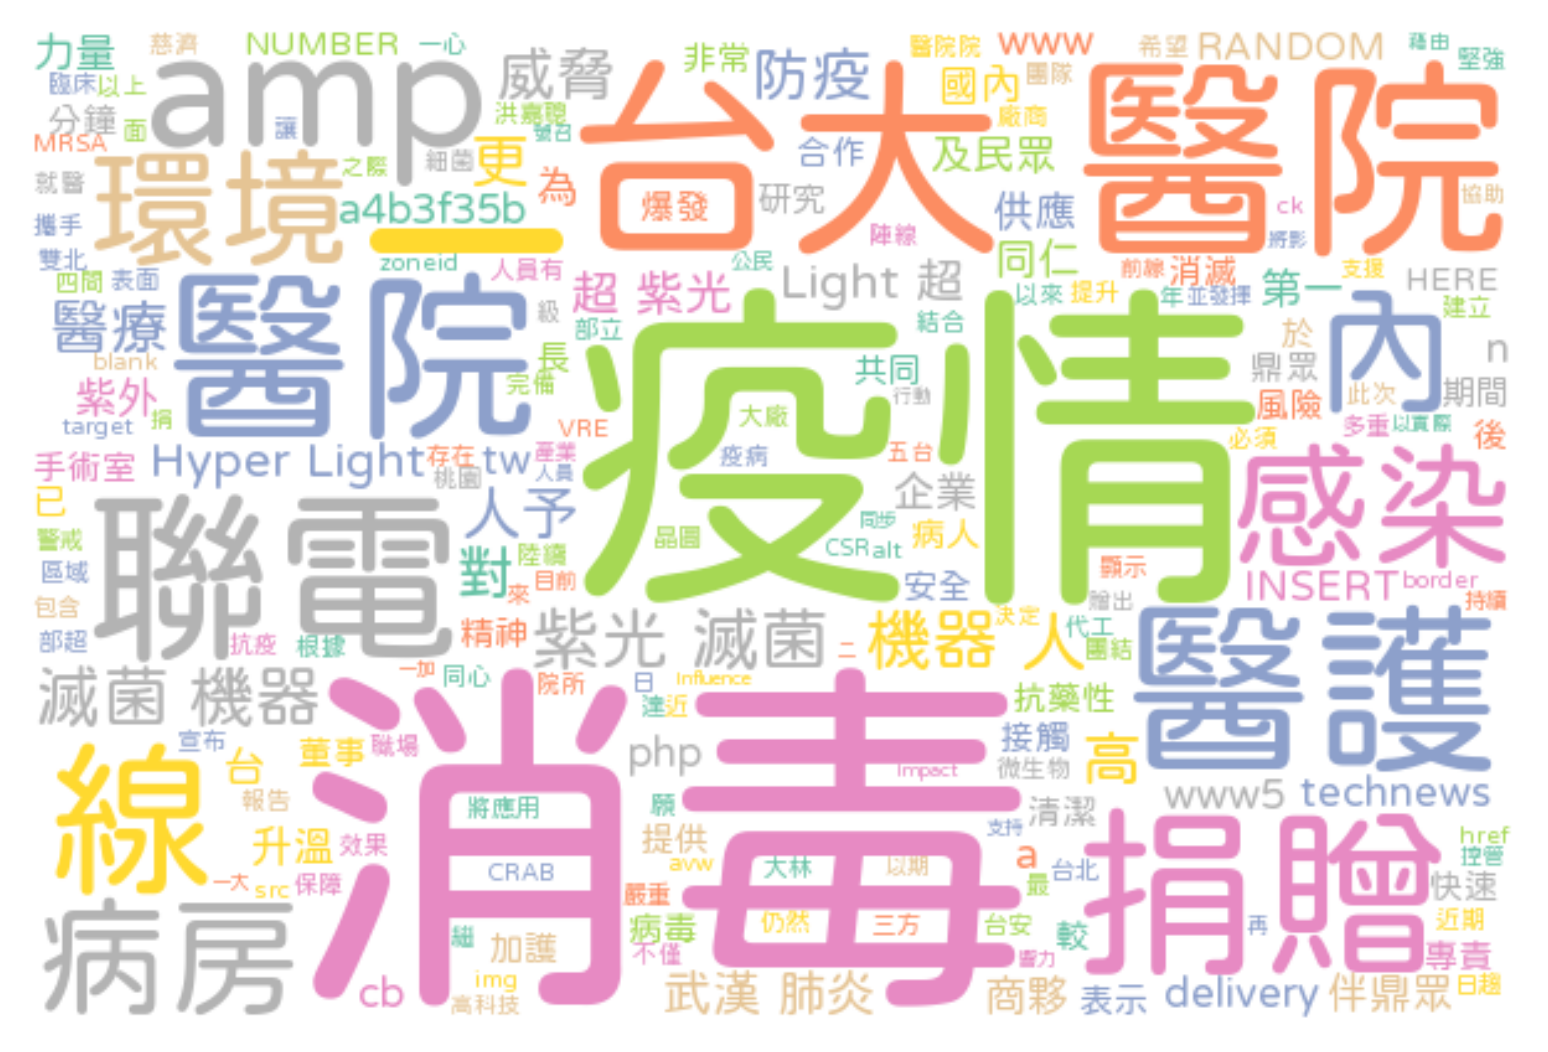 力量 慈濟 NUMBER 一心 非常 醫院院 www 希望 RANDOM 藉由
臨床 以上 amp 威脅 防疫 國內 團隊 堅強
分鐘 面 讓 洪嘉聰 台大 醫院 廠商
MRSA 之際 細菌 號召 更 合作 及民眾
就醫 環境 為 爆發 研究 供應 ck 協助
攜手 a4b3f35b 一 陣線 將影
雙北 zoneid 人員有 公民 同仁 前線 消滅 支援
四間 表面 級 超 紫光 Light 超 以來 提升 年 並發揮 第一 HERE
醫療 醫院 部立 結合 建立
blank 長 疫情 於 內 n
紫外 完備 共同 鼎眾 此次 期間
target 捐 VRE 大廠 行動 風險 多重 以實際 後
手術室 Hyper Light 存在 tw 產業 疫病 五台 必須 感染
桃園 人員 企業
已 聯電 人予 同步
警戒 陸續 晶圓 CSR alt 病人
區域 對 目前 安全 顯示 INSERT border
包含 來 贈出 持續
部超 抗疫 根據 精神 紫光 滅菌 二 機器 人 決定 代工 醫護
滅菌 機器 一加 同心 院所 日 Influence 團結
宣布 消毒 達 近 抗藥性
線 台 董事 職場 php Impact 接觸 高
報告 將應用 願 微生物 www5 technews
升溫 效果 提供 支持 清潔 捐贈 href
一大 src 保障 CRAB avw 大林 以期 a 台北 控管
嚴重 最 快速
病房 繼 病毒 仍然 三方 台安 較 再 近期
加護 不僅 響力 專責
cb img 武漢 肺炎 商夥 表示 delivery 伴鼎眾 日趨
高科技